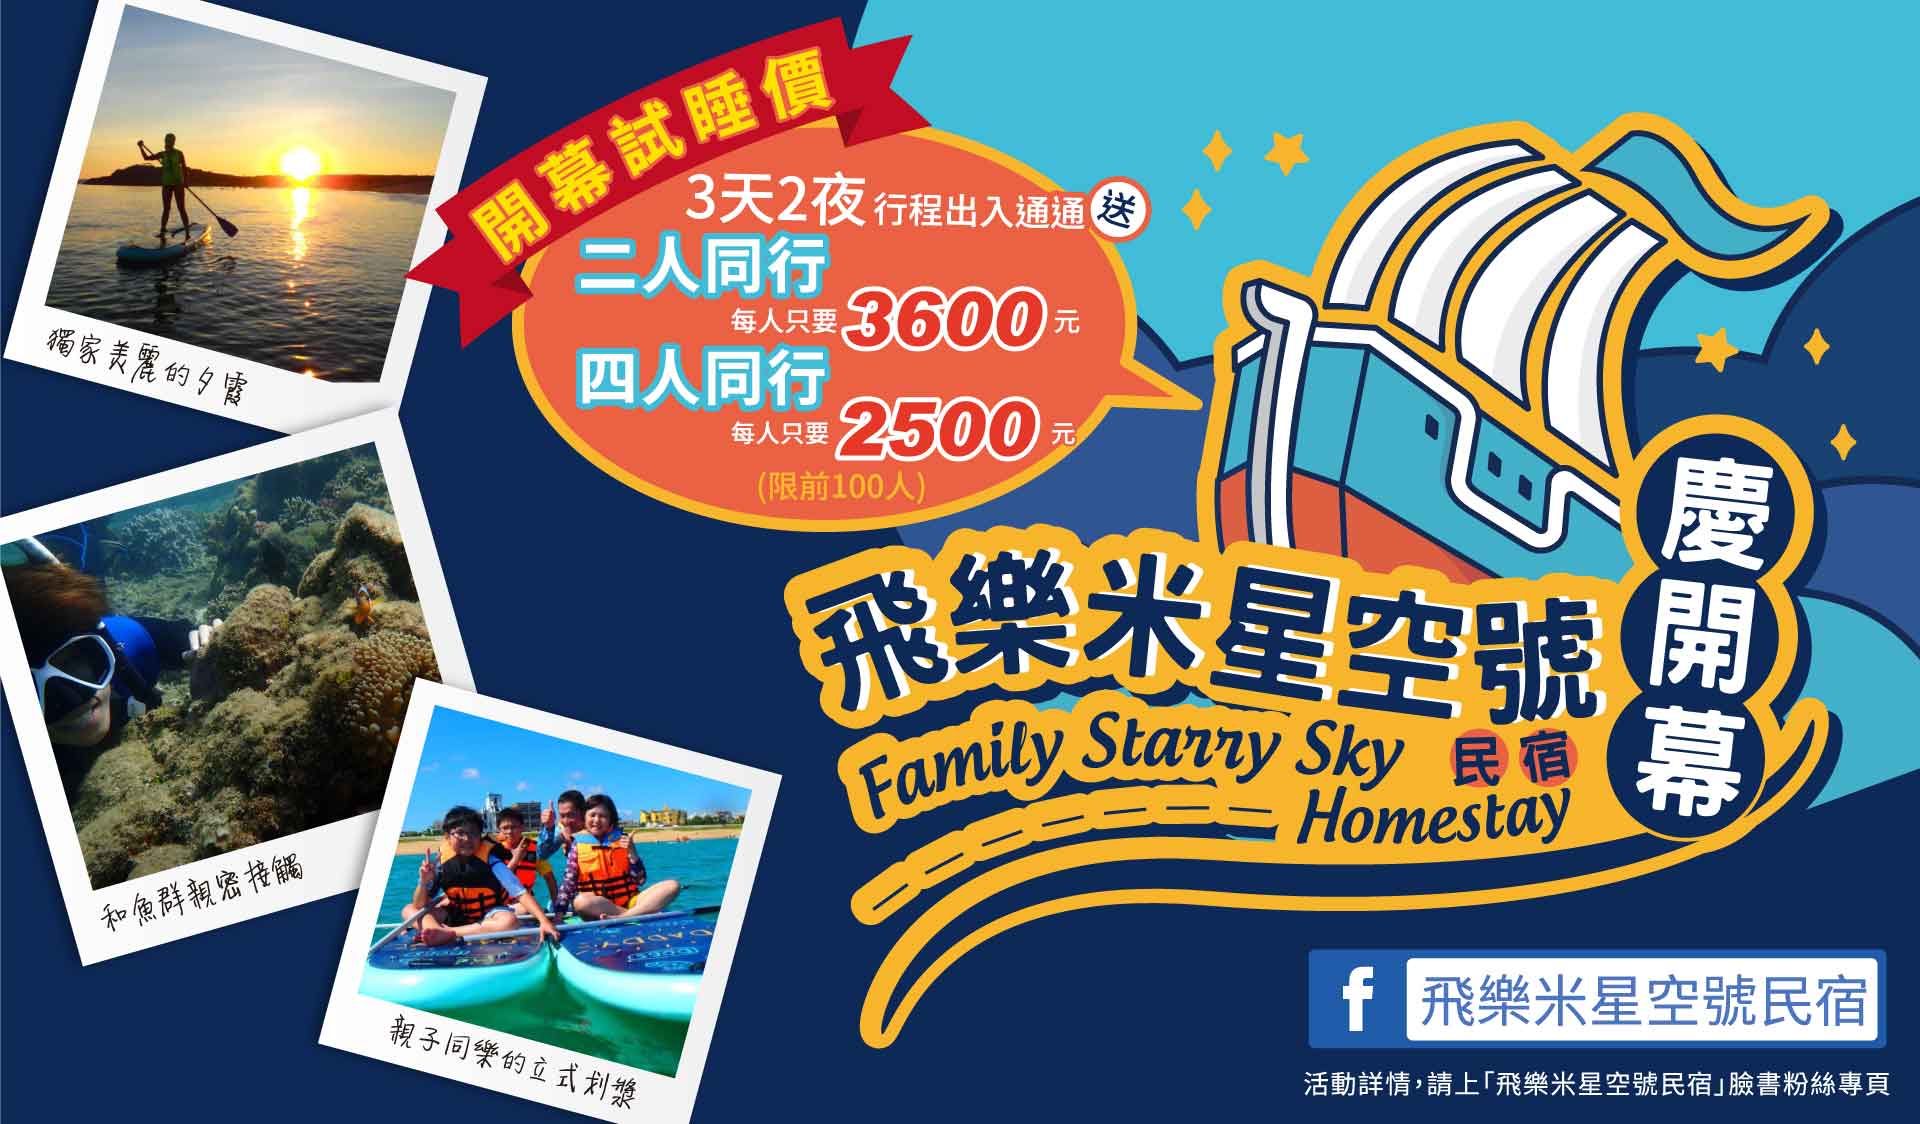 開幕試睡價
3天2夜 行程出入通通送
二人同行
每人只要 3600 元
四人同行
每人只要 2500 元
(限前100人)
獨家美麗的夕霞
和魚群親密接觸
親子同樂的立式划槳
飛樂米星空號
慶開幕
Family Starry Sky 民宿
Homestay
f 飛樂米星空號民宿
活動詳情，請上「飛樂米星空號民宿」臉書粉絲專頁